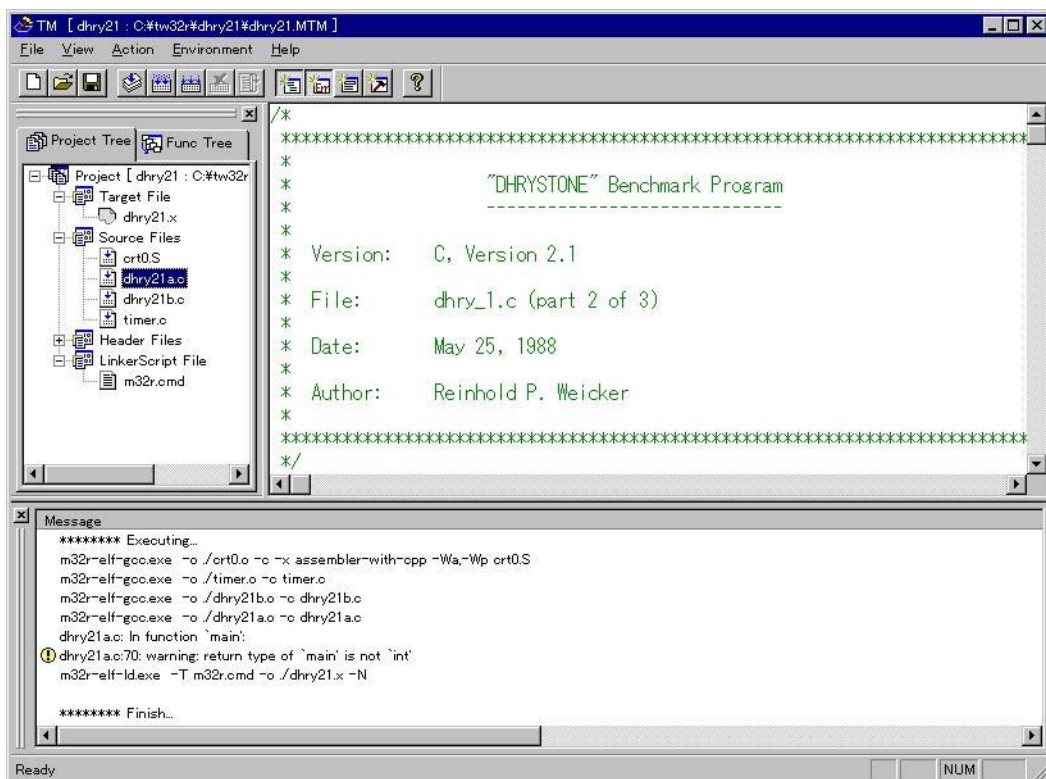 TM [ dhry21 : C:¥tw32r¥dhry21¥dhry21.MTM ]
File View Action Environment Help
Project Tree Func Tree
Project [ dhry21 : C:¥tw32r
Target File
dhry21.x
Source Files
crt0.S
dhry21a.c
dhry21b.c
timer.c
Header Files
LinkerScript File
m32r.cmd
/*
*************************************************************************
*
* "DHRYSTONE" Benchmark Program
* -----------------------------
*
* Version: C, Version 2.1
*
* File: dhry_1.c (part 2 of 3)
*
* Date: May 25, 1988
*
* Author: Reinhold P. Weicker
*
*************************************************************************
*/
Message
******** Executing...
m32r-elf-gcc.exe -o ./crt0.o -c -x assembler-with-cpp -Wa,-Wp crt0.S
m32r-elf-gcc.exe -o ./timer.o -c timer.c
m32r-elf-gcc.exe -o ./dhry21b.o -c dhry21b.c
m32r-elf-gcc.exe -o ./dhry21a.o -c dhry21a.c
dhry21a.c: In function `main':
dhry21a.c:70: warning: return type of `main' is not `int'
m32r-elf-ld.exe -T m32r.cmd -o ./dhry21.x -N
******** Finish...
Ready NUM